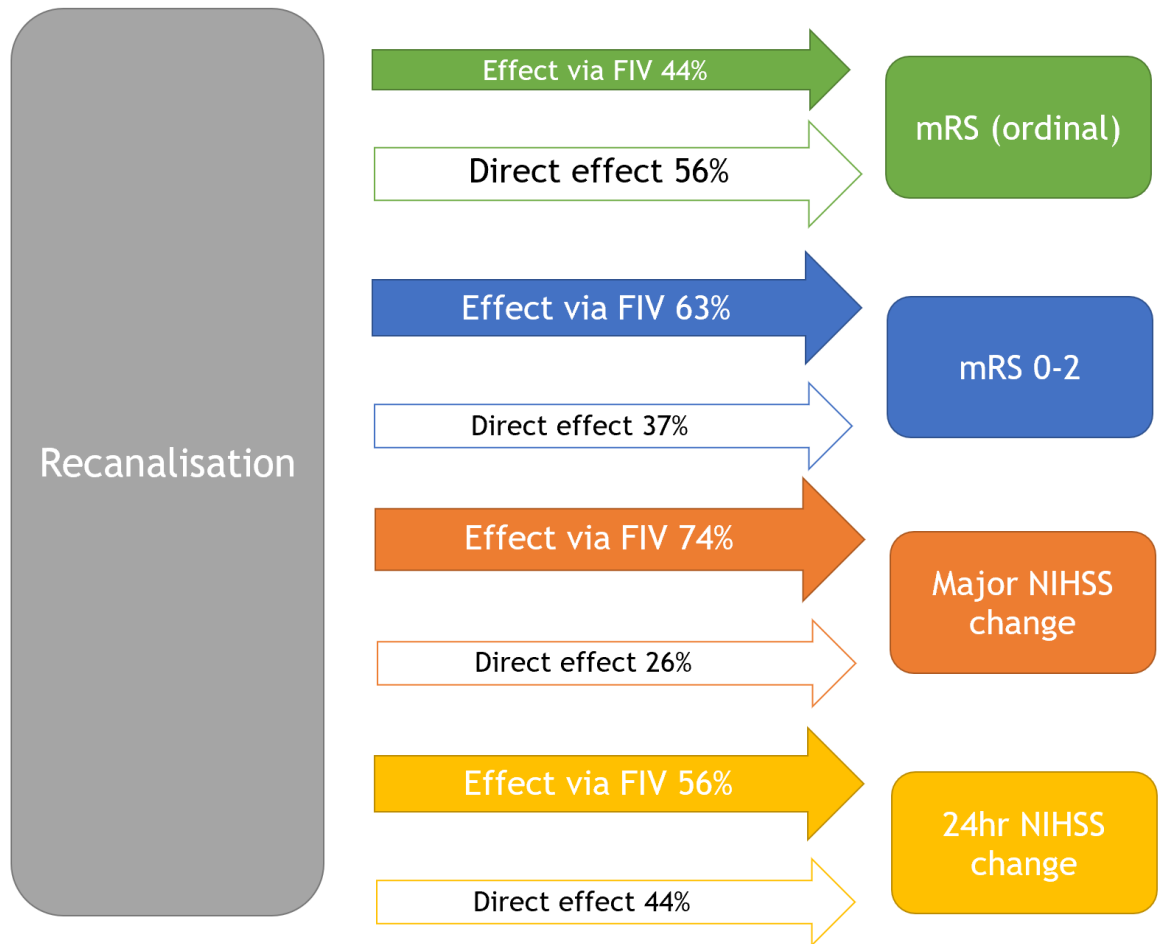 Recanalisation
Effect via FIV 44%
Direct effect 56%
mRS (ordinal)
Effect via FIV 63%
Direct effect 37%
mRS 0-2
Effect via FIV 74%
Direct effect 26%
Major NIHSS
change
Effect via FIV 56%
Direct effect 44%
24hr NIHSS
change